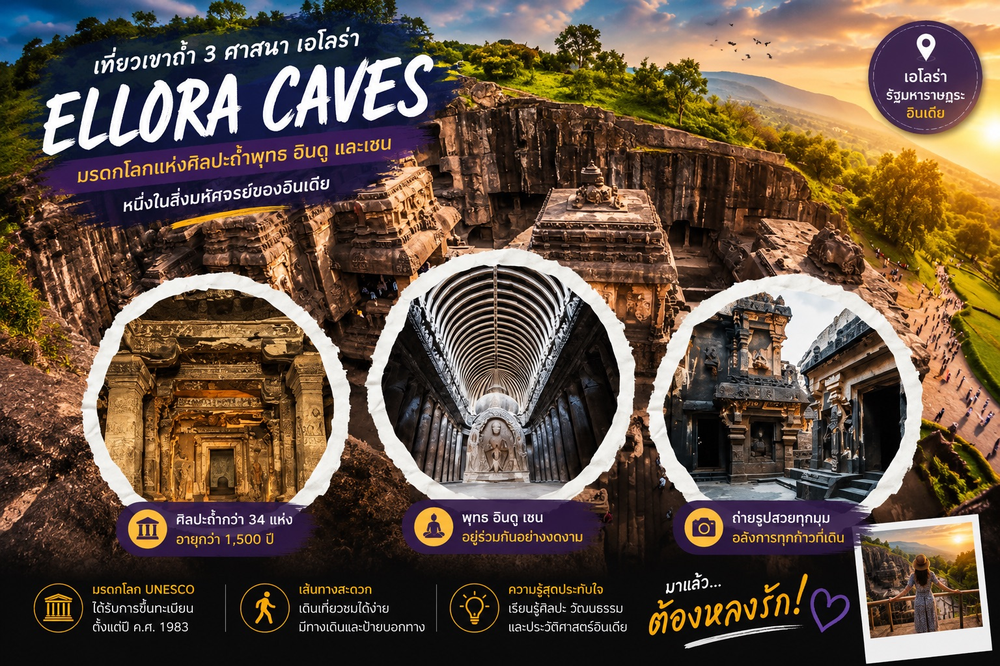 เที่ยวเขาถ้ำ 3 ศาสนา เอโลร่า
ELLORA CAVES
มรดกโลกแห่งศิลปะถ้ำพุทธ อินดู และเชน
หนึ่งในสิ่งมหัศจรย์ของอินเดีย
เอโลร่า
รัฐมหาราษฎระ
อินเดีย
ศิลปะถ้ำกว่า 34 แห่ง
อายุกว่า 1,500 ปี
พุทธ อินดู เชน
อยู่ร่วมกันอย่างงดงาม
ถ่ายรูปสวยทุกมุม
อลังการทุกก้าวที่เดิน
มรดกโลก UNESCO
ได้รับการขึ้นทะเบียน
ตั้งแต่ปี ค.ศ. 1983
เส้นทางสะดวก
เดินเที่ยวชมได้ง่าย
มีทางเดินและป้ายบอกทาง
ความรู้สุดประทับใจ
เรียนรู้ศิลปะ วัฒนธรรม
และประวัติศาสตร์อินเดีย
มาแล้ว...
ต้องหลงรัก!